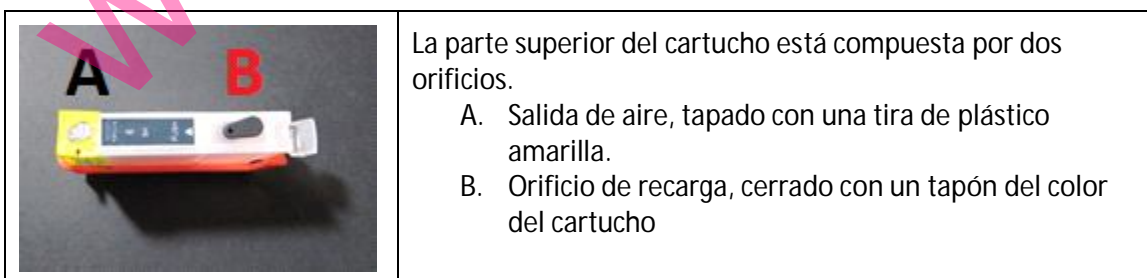 A B
La parte superior del cartucho está compuesta por dos
orificios.
A. Salida de aire, tapado con una tira de plástico
amarilla.
B. Orificio de recarga, cerrado con un tapón del color
del cartucho